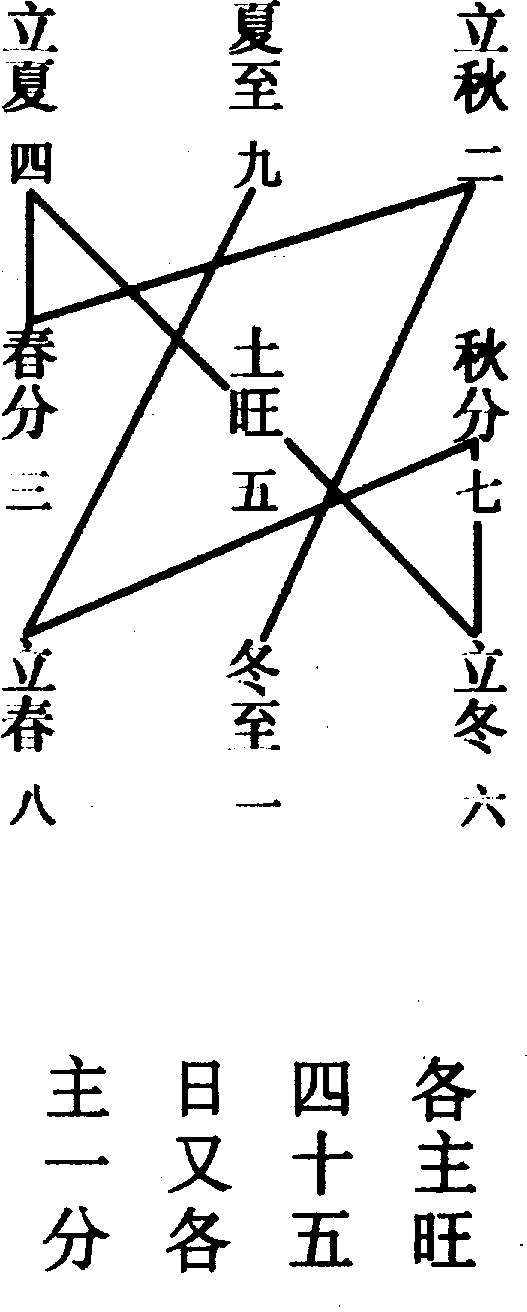 立秋 二
夏至 九
立夏 四
秋分 七
土旺 五
春分 三
立冬 六
冬至 一
立春 八
各主旺
四十五
日又各
主一分